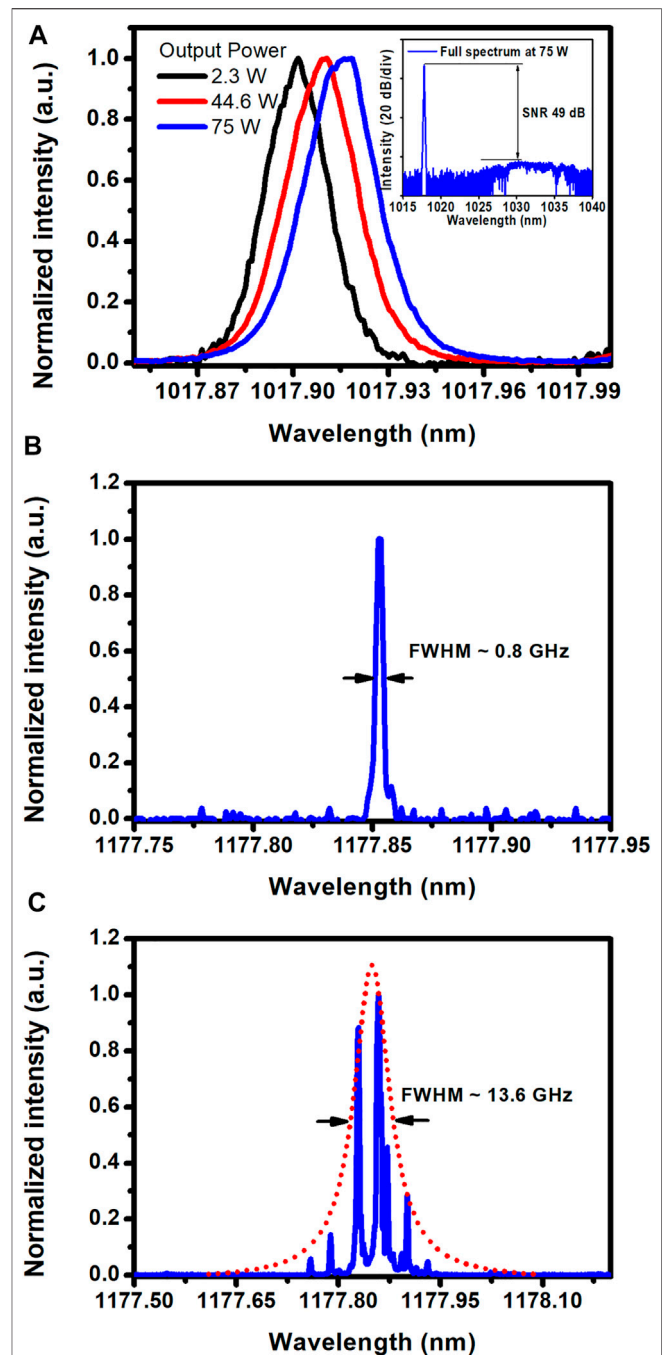 A
Output Power
2.3 W
44.6 W
75 W
Normalized intensity (a.u.)
1.0
0.8
0.6
0.4
0.2
0.0
1017.87 1017.90 1017.93 1017.96 1017.99
Wavelength (nm)
Intensity (20 dB/div)
Full spectrum at 75 W
SNR 49 dB
1015 1020 1025 1030 1035 1040
Wavelength (nm)
B
Normalized intensity (a.u.)
1.2
1.0
0.8
0.6
0.4
0.2
0.0
FWHM ~ 0.8 GHz
1177.75 1177.80 1177.85 1177.90 1177.95
Wavelength (nm)
C
Normalized intensity (a.u.)
1.2
1.0
0.8
0.6
0.4
0.2
0.0
FWHM ~ 13.6 GHz
1177.50 1177.65 1177.80 1177.95 1178.10
Wavelength (nm)